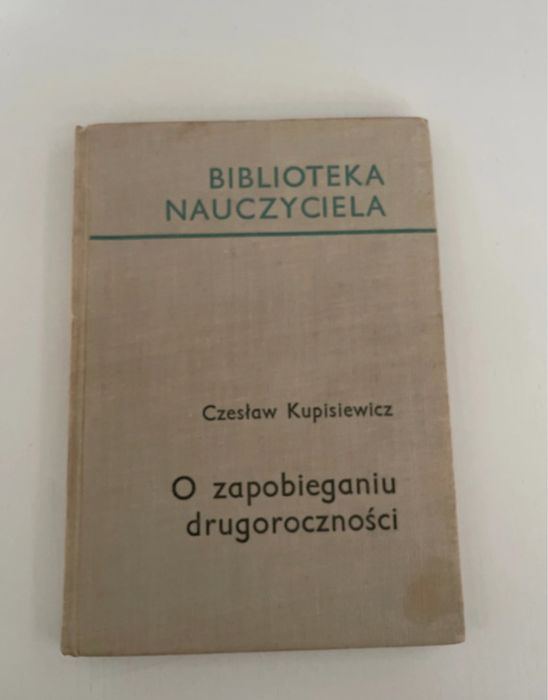 BIBLIOTEKA
NAUCZYCIELA
Czesław Kupisiewicz
O zapobieganiu
drugoroczności